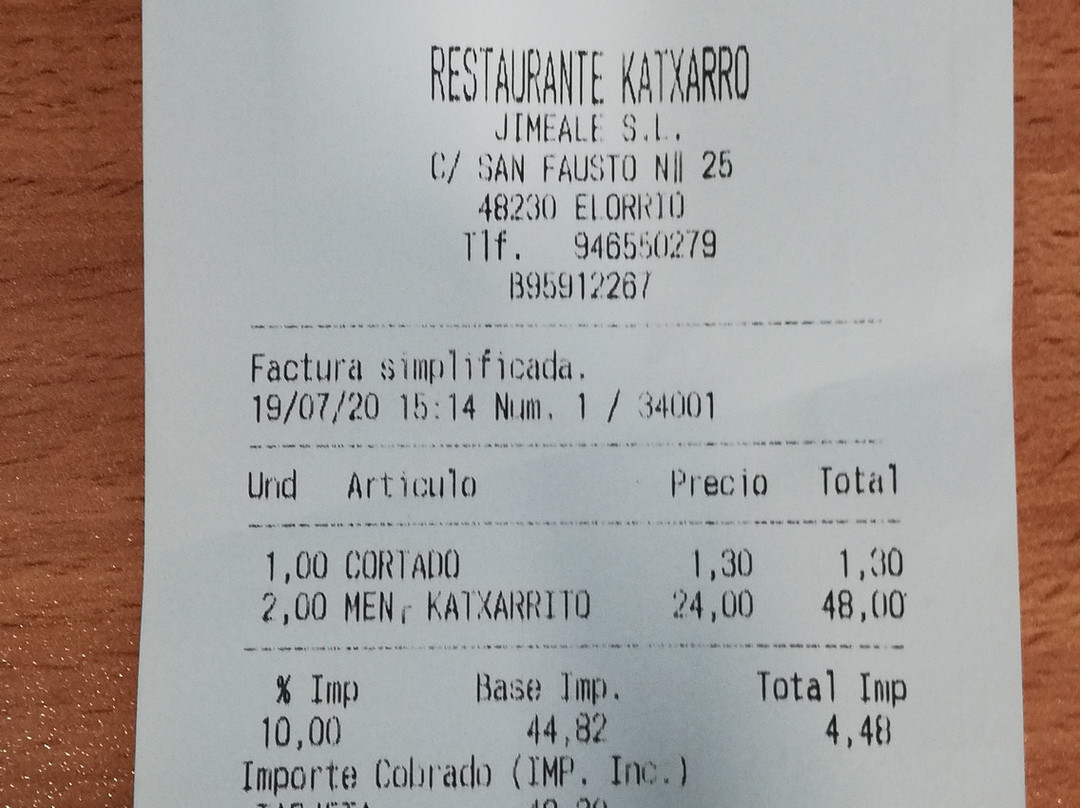 RESTAURANTE KATXARRO
JIMEALE S.L.
C/ SAN FAUSTO N‖ 25
48230 ELORRIO
Tlf. 946550279
B95912267
Factura simplificada.
19/07/20 15:14 Num. 1 / 34001
Und Articulo Precio Total
1,00 CORTADO 1,30 1,30
2,00 MEN┌ KATXARRITO 24,00 48,00
% Imp Base Imp. Total Imp
10,00 44,82 4,48
Importe Cobrado (IMP. Inc.)